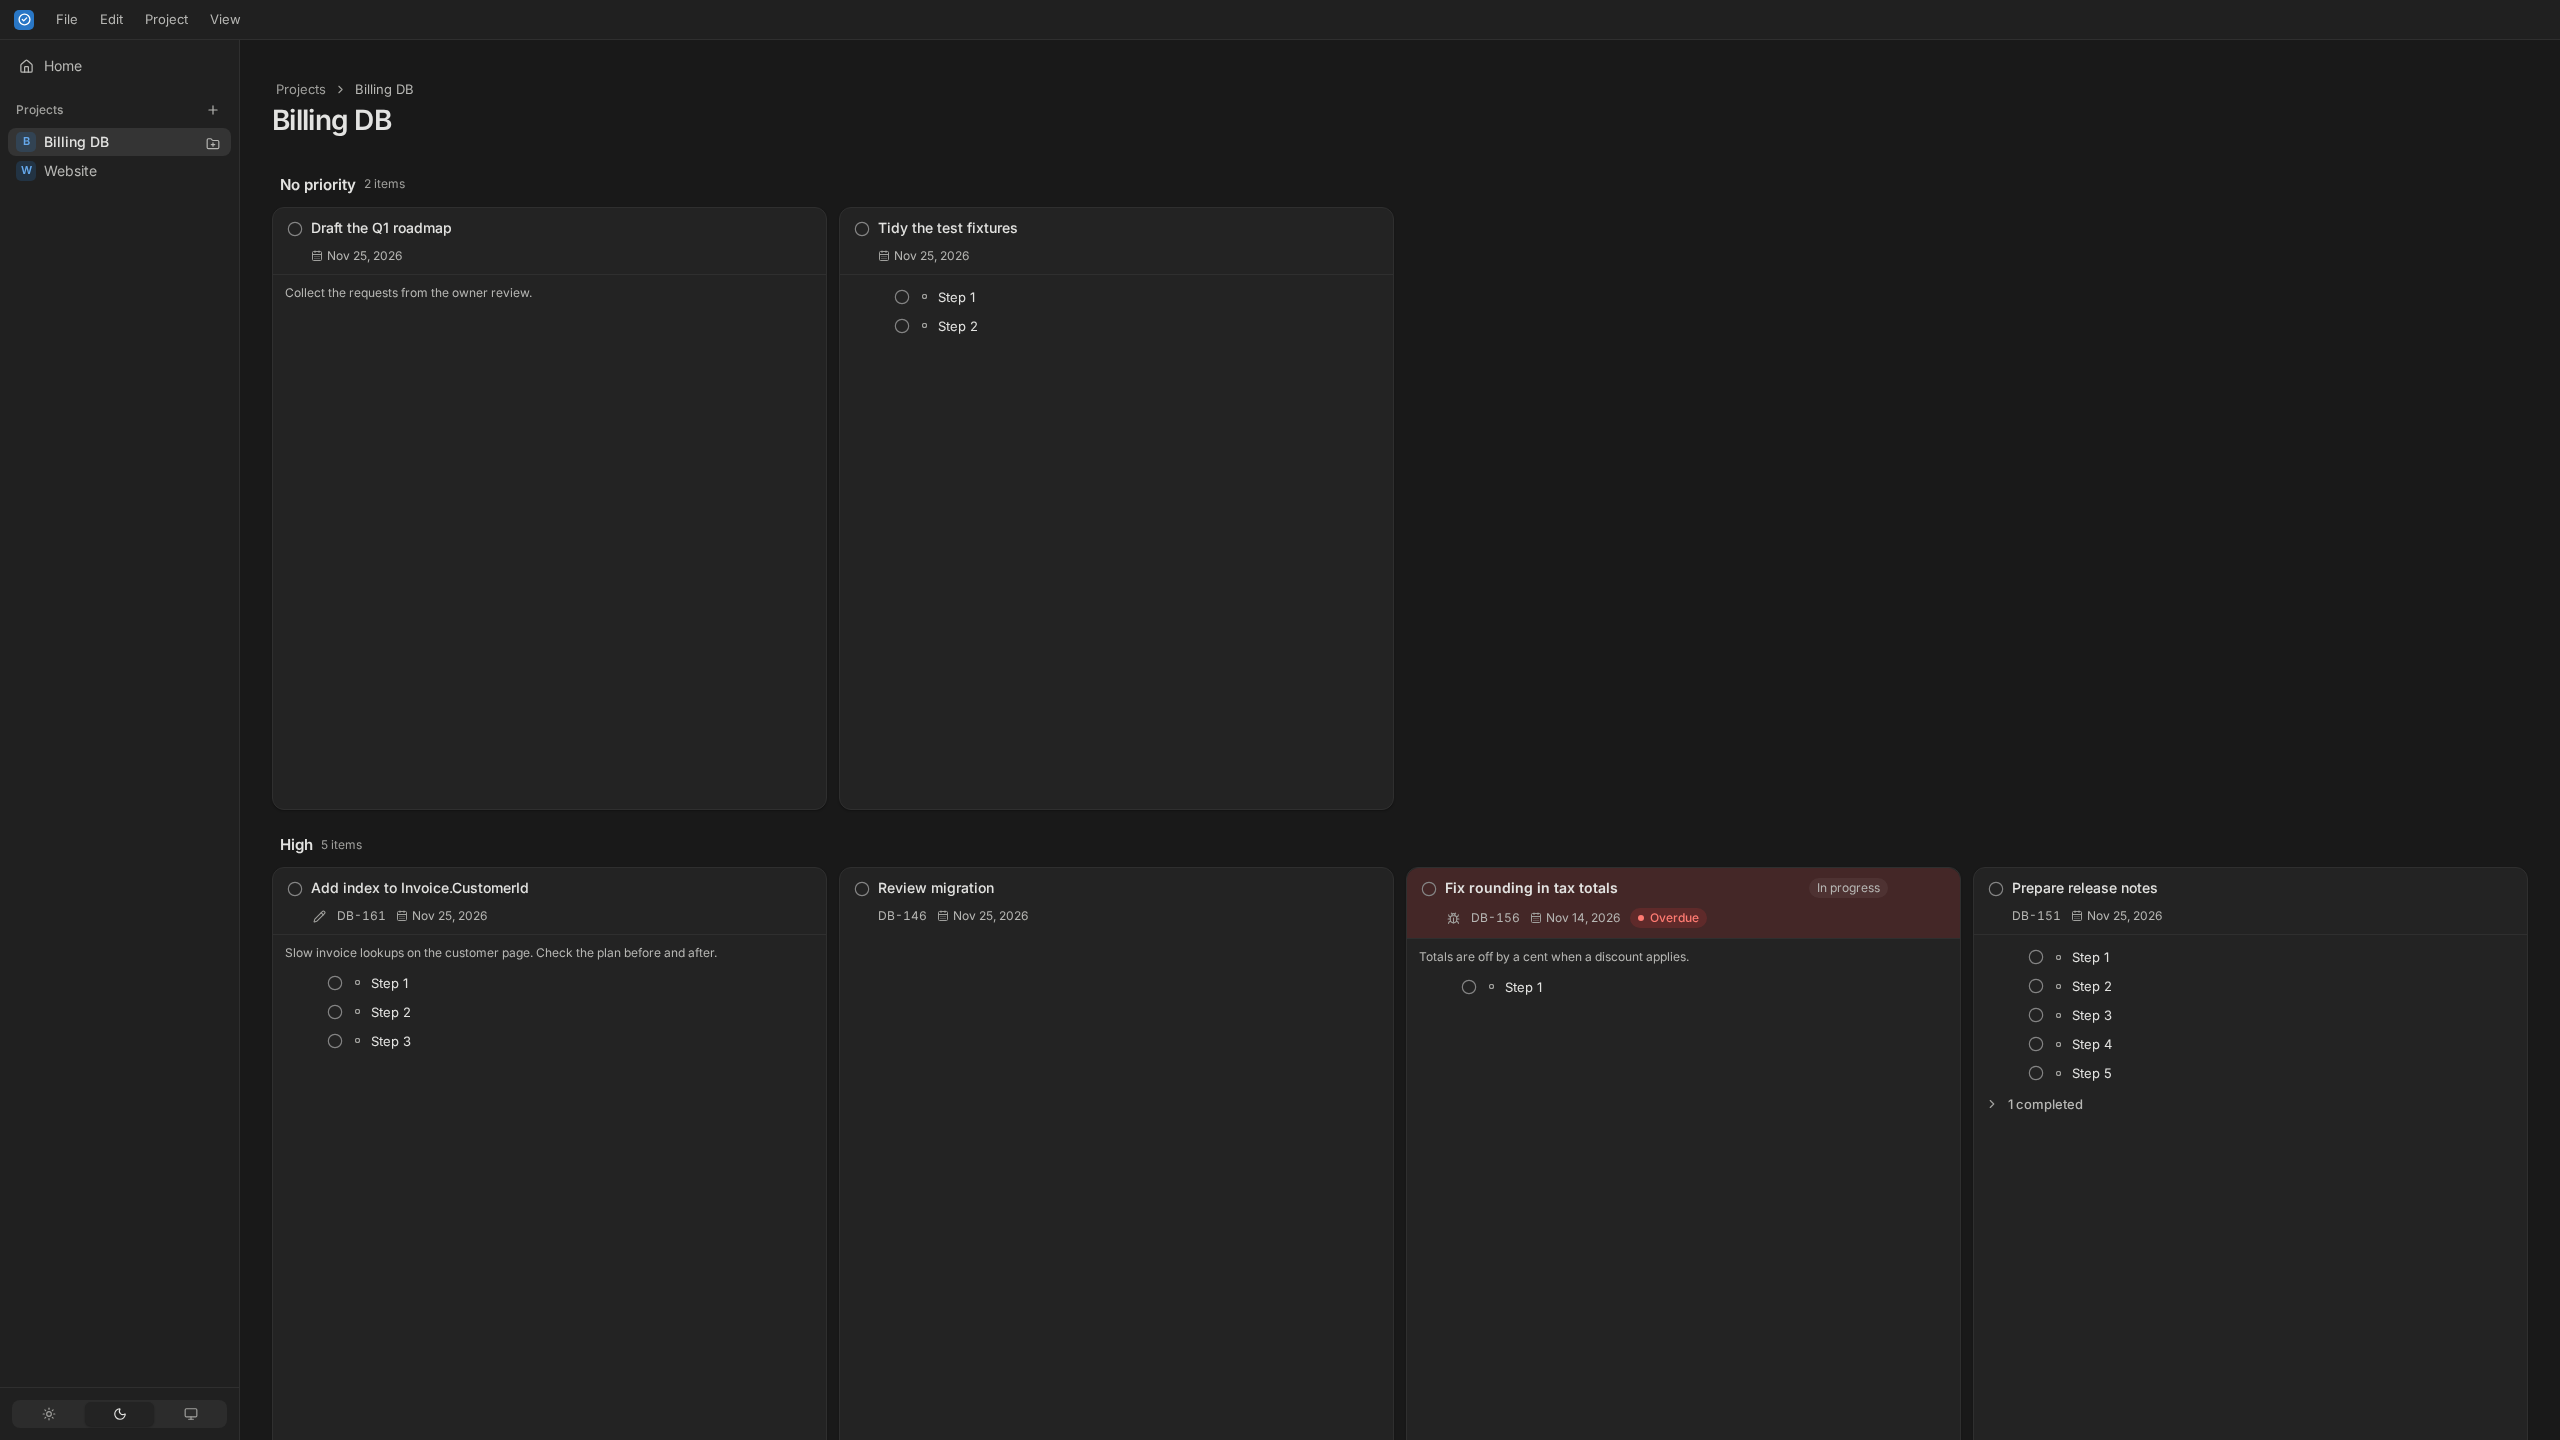 File Edit Project View
Home
Projects
B Billing DB
W Website
Projects > Billing DB
Billing DB
No priority 2 items
Draft the Q1 roadmap
Nov 25, 2026
Collect the requests from the owner review.
Tidy the test fixtures
Nov 25, 2026
Step 1
Step 2
High 5 items
Add index to Invoice.CustomerId
DB-161 Nov 25, 2026
Slow invoice lookups on the customer page. Check the plan before and after.
Step 1
Step 2
Step 3
Review migration
DB-146 Nov 25, 2026
Fix rounding in tax totals In progress
DB-156 Nov 14, 2026 Overdue
Totals are off by a cent when a discount applies.
Step 1
Prepare release notes
DB-151 Nov 25, 2026
Step 1
Step 2
Step 3
Step 4
Step 5
1 completed